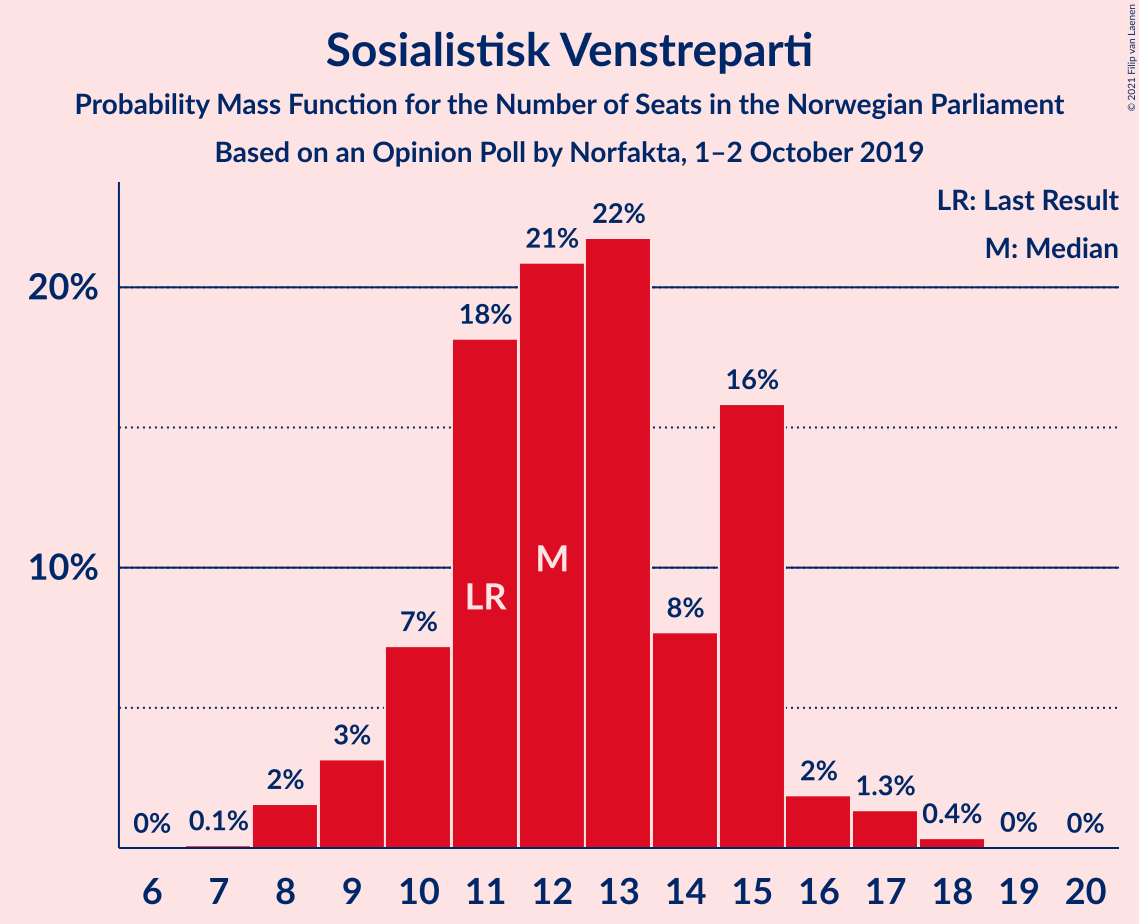 Sosialistisk Venstreparti
Probability Mass Function for the Number of Seats in the Norwegian Parliament
Based on an Opinion Poll by Norfakta, 1–2 October 2019
© 2021 Filip van Laenen
LR: Last Result
M: Median
20%
10%
0%
0.1%
2%
3%
7%
18%
21%
22%
8%
16%
2%
1.3%
0.4%
0%
0%
LR
M
6 7 8 9 10 11 12 13 14 15 16 17 18 19 20